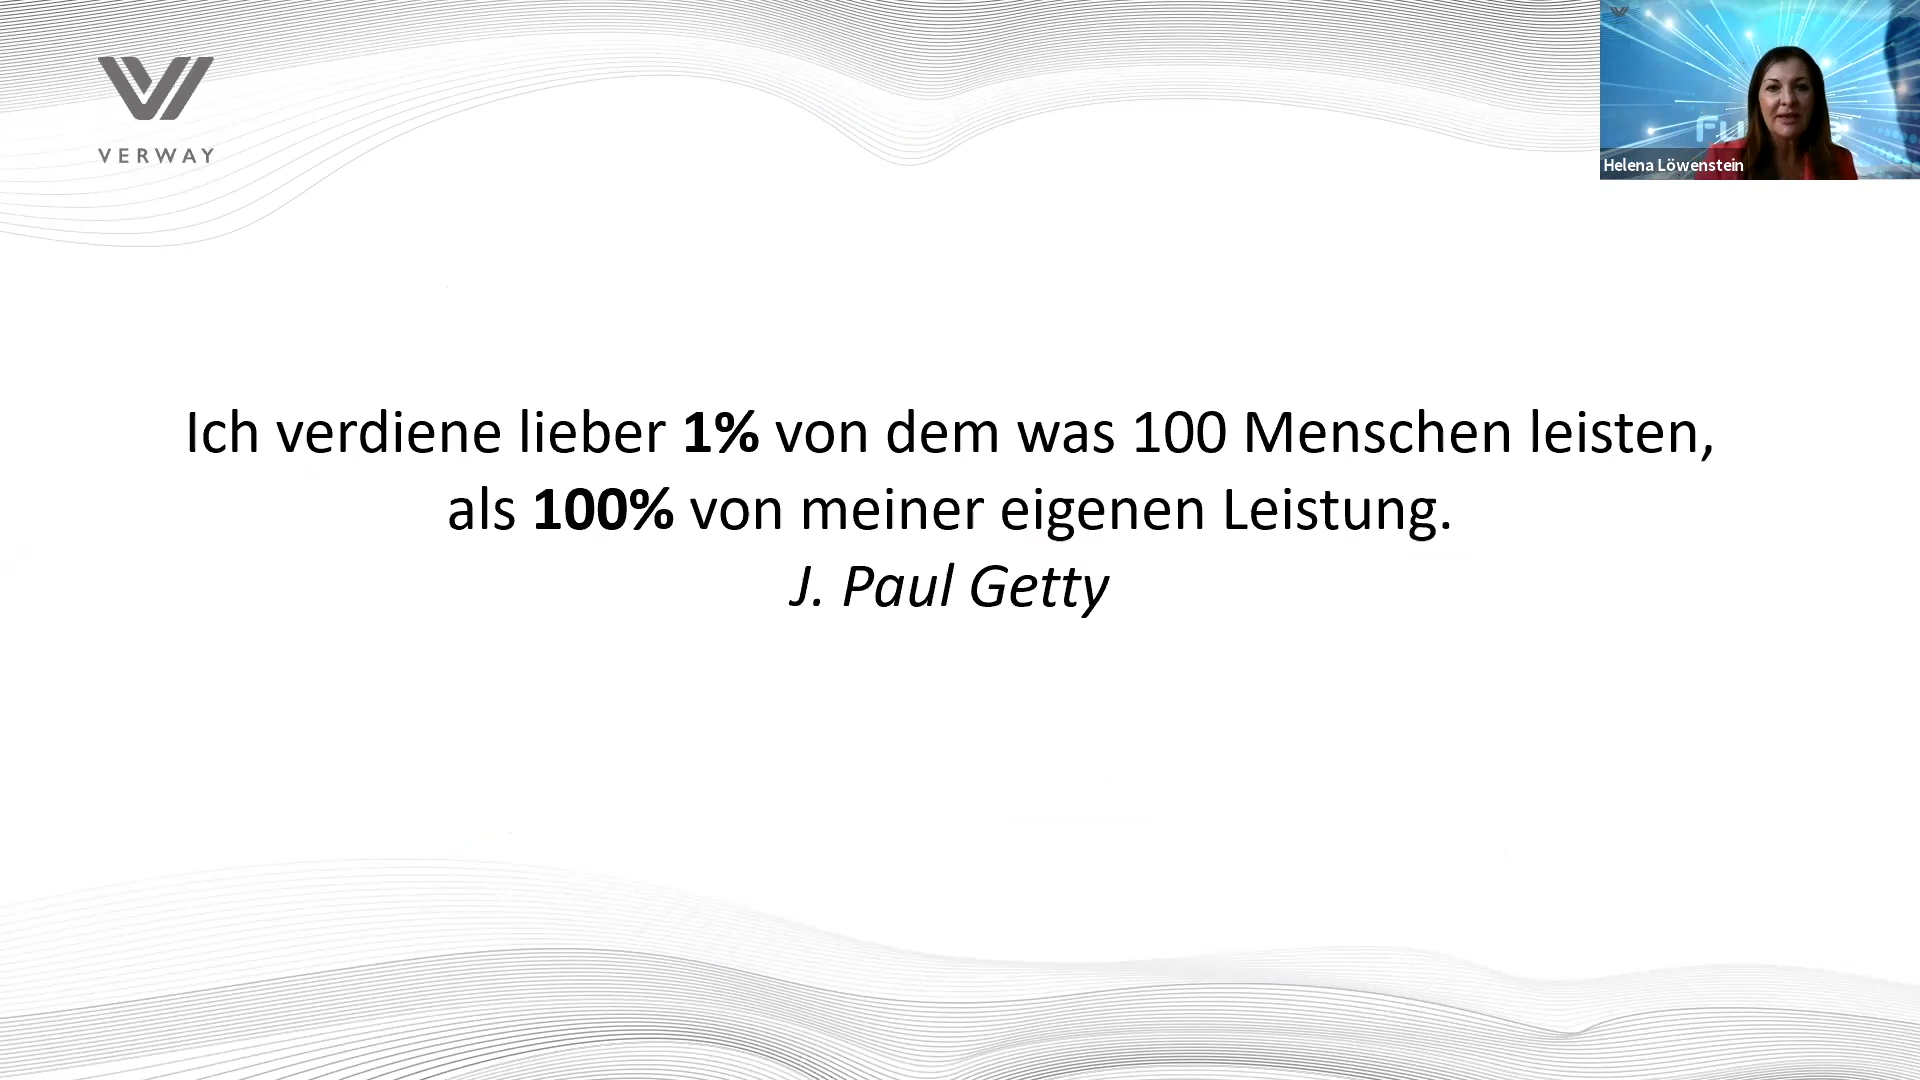 VERWAY
Helena Löwenstein
Ich verdiene lieber 1% von dem was 100 Menschen leisten,
als 100% von meiner eigenen Leistung.
J. Paul Getty